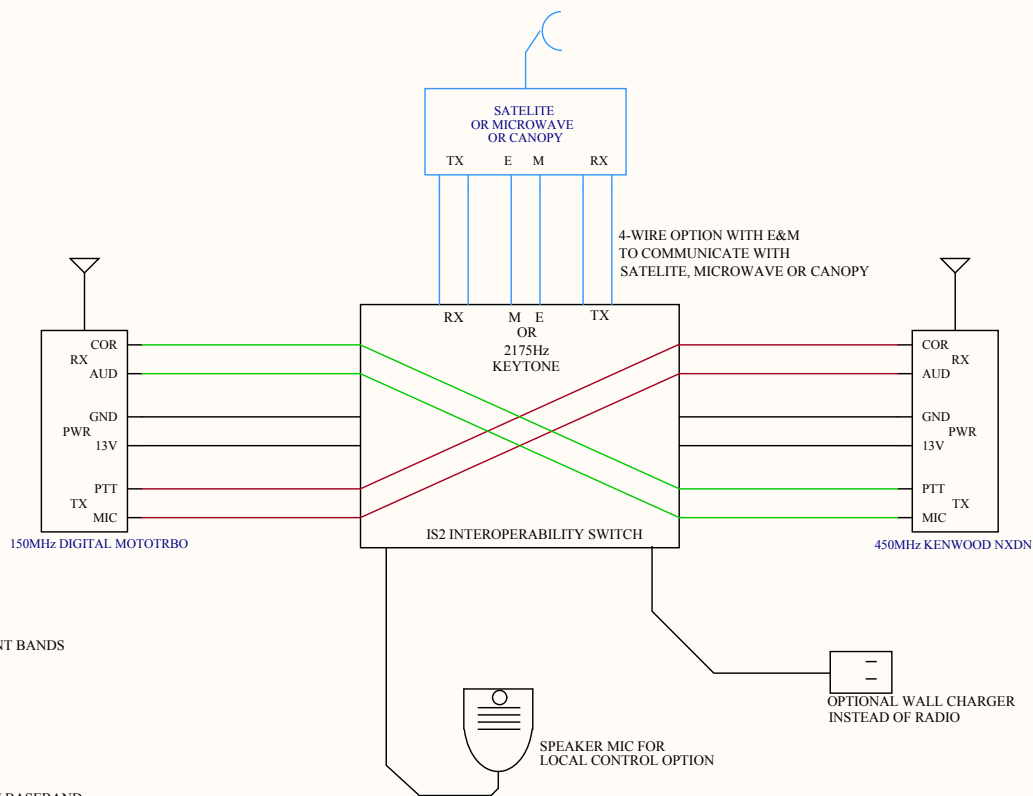 SATELITE
OR MICROWAVE
OR CANOPY
TX E M RX
4-WIRE OPTION WITH E&M
TO COMMUNICATE WITH
SATELITE, MICROWAVE OR CANOPY
RX M E TX
OR
2175Hz
KEYTONE
COR
RX
AUD
GND
PWR
13V
PTT
TX
MIC
150MHz DIGITAL MOTOTRBO
IS2 INTEROPERABILITY SWITCH
COR
RX
AUD
GND
PWR
13V
PTT
TX
MIC
450MHz KENWOOD NXDN
BANDS
OPTIONAL WALL CHARGER
INSTEAD OF RADIO
SPEAKER MIC FOR
LOCAL CONTROL OPTION